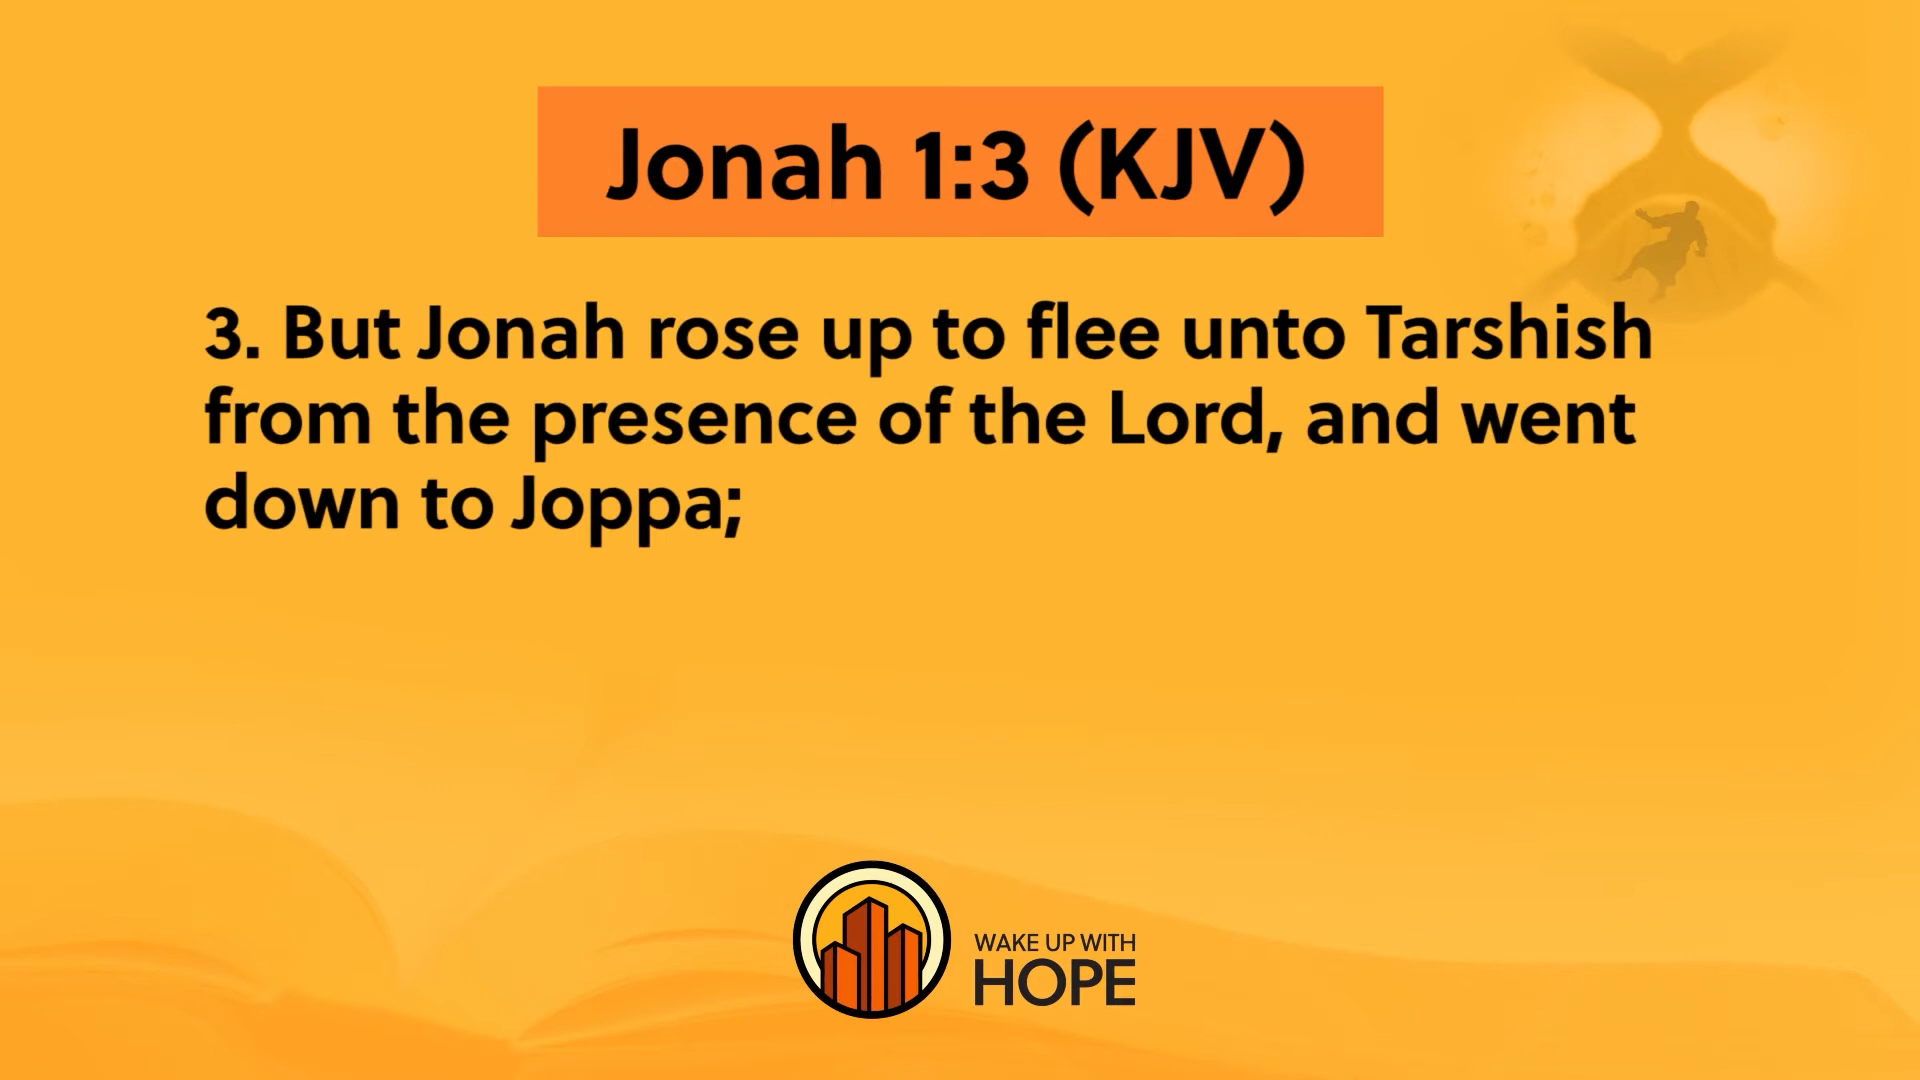 Jonah 1:3 (KJV)
3. But Jonah rose up to flee unto Tarshish
from the presence of the Lord, and went
down to Joppa;
WAKE UP WITH
HOPE